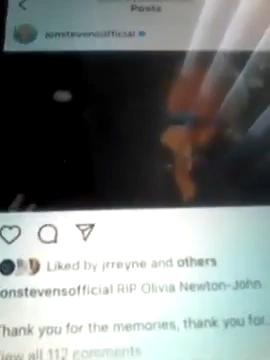 Posts
jonstevensofficial
Liked by jrreyne and others
onstevensofficial RIP Olivia Newton-John
Thank you for the memories, thank you for..
iew all 112 comments